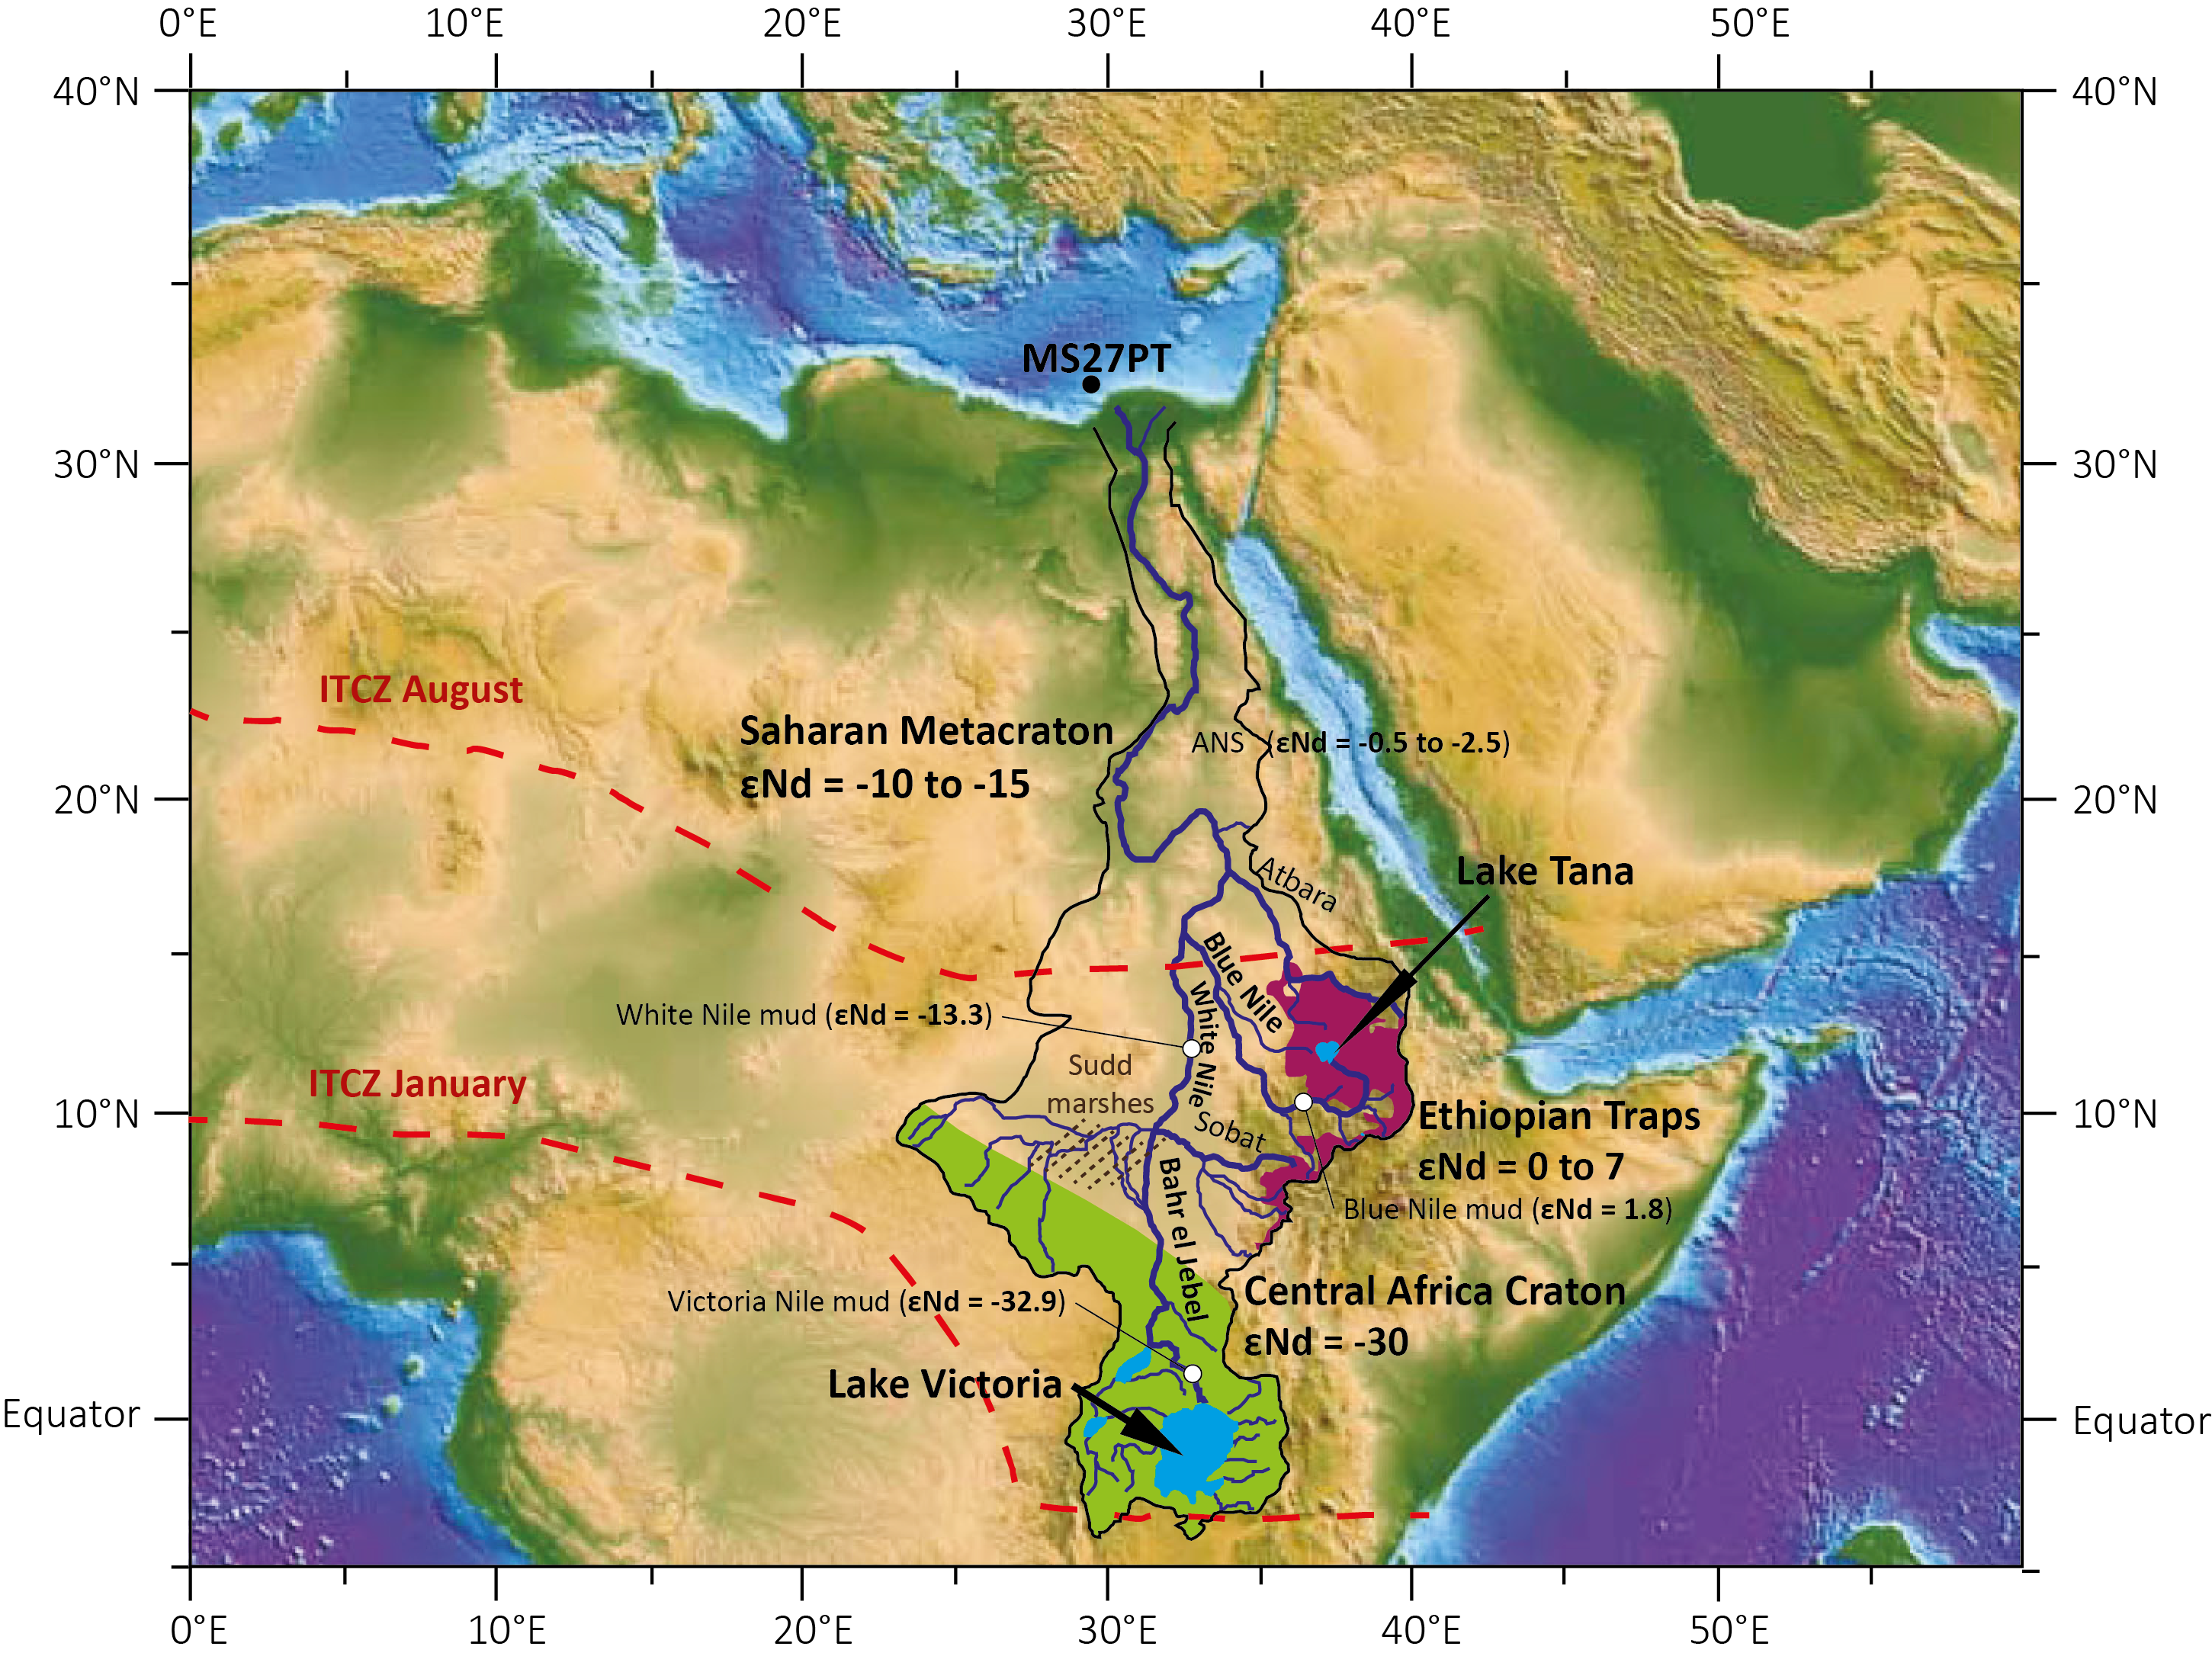 0°E 10°E 20°E 30°E 40°E 50°E
40°N 40°N
MS27PT
30°N 30°N
ITCZ August
Saharan Metacraton
εNd = -10 to -15
ANS (εNd = -0.5 to -2.5)
20°N 20°N
Atbara
Lake Tana
Blue Nile
White Nile
White Nile mud (εNd = -13.3)
Sudd
marshes
ITCZ January
10°N 10°N
Sobat
Ethiopian Traps
εNd = 0 to 7
Blue Nile mud (εNd = 1.8)
Bahr el Jebel
Central Africa Craton
εNd = -30
Victoria Nile mud (εNd = -32.9)
Lake Victoria
Equator Equator
0°E 10°E 20°E 30°E 40°E 50°E